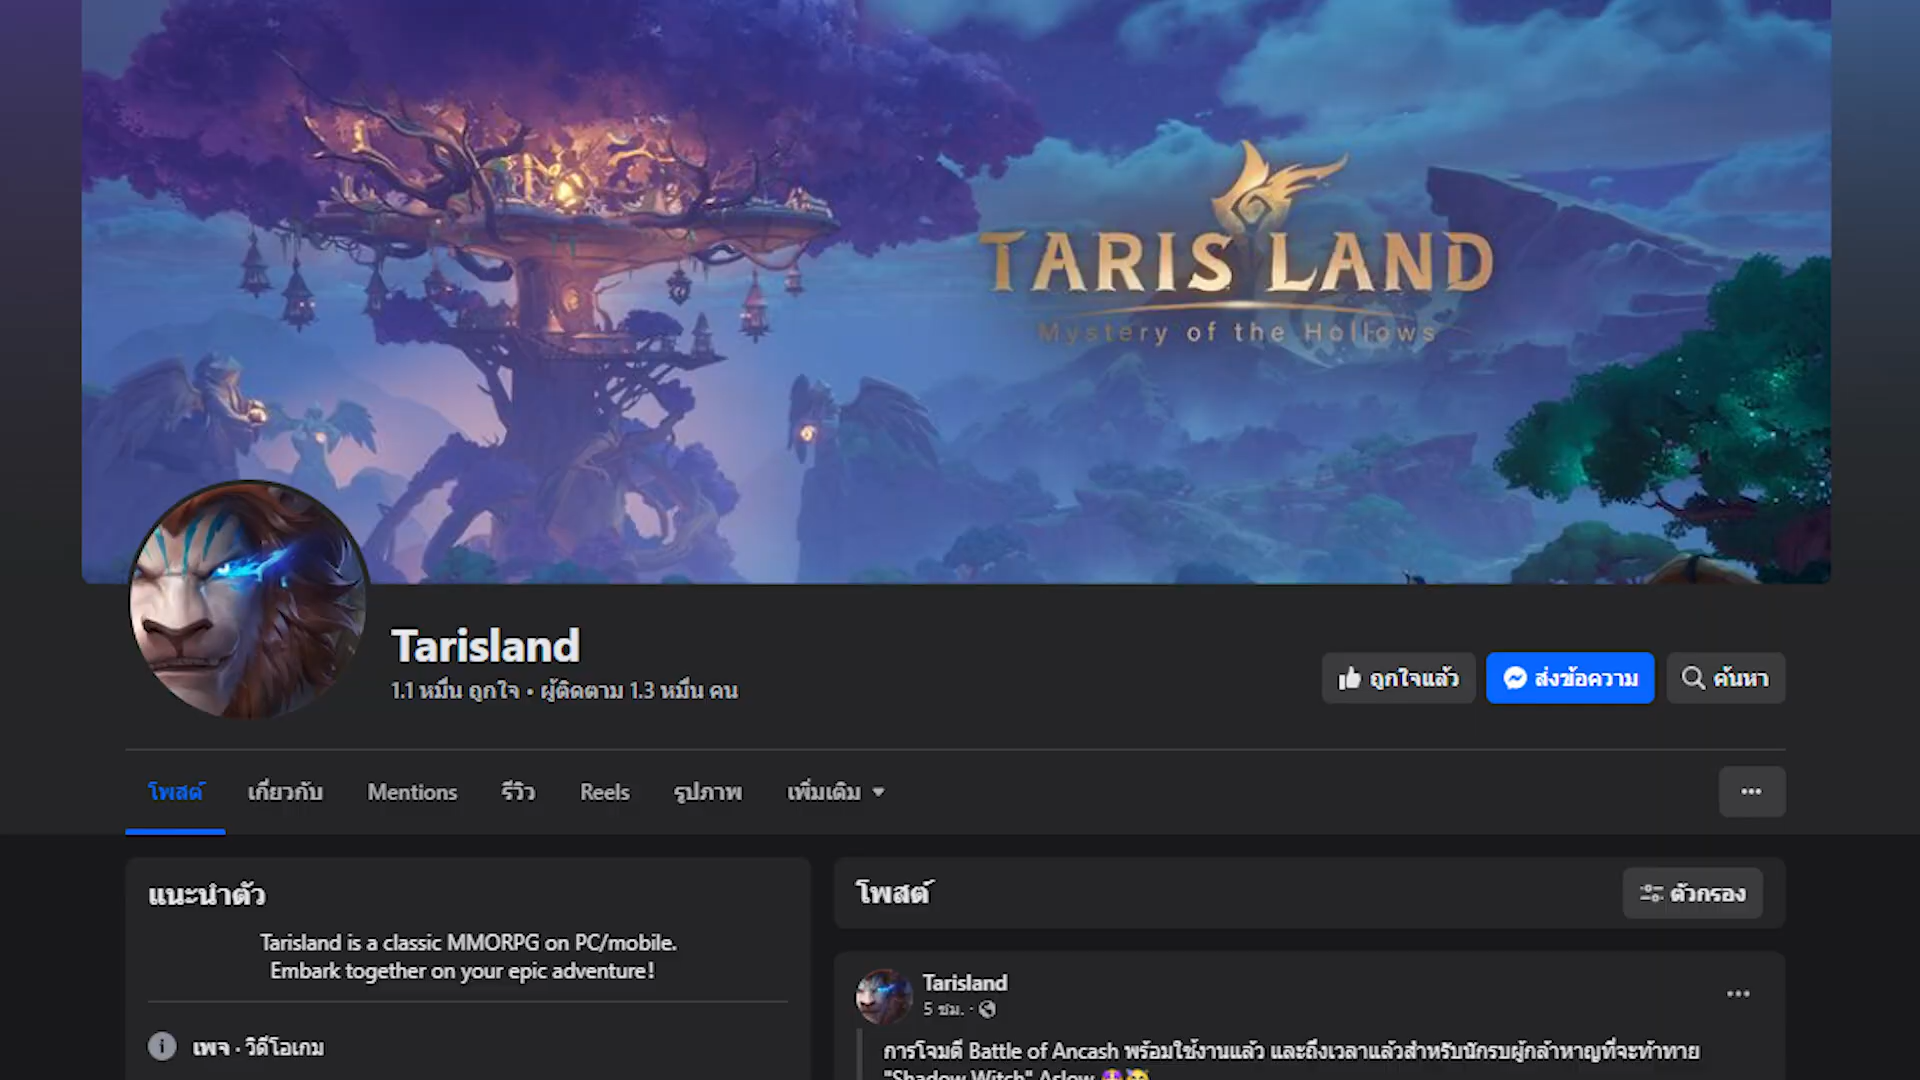 TARISLAND
Mystery of the Hollows
Tarisland
1.1 หมื่น ถูกใจ • ผู้ติดตาม 1.3 หมื่น คน
ถูกใจแล้ว
ส่งข้อความ
ค้นหา
โพสต์
เกี่ยวกับ
Mentions
รีวิว
Reels
รูปภาพ
เพิ่มเติม
แนะนำตัว
Tarisland is a classic MMORPG on PC/mobile.
Embark together on your epic adventure!
เพจ · วิดีโอเกม
โพสต์
ตัวกรอง
Tarisland
5 ชม. ·
การโจมตี Battle of Ancash พร้อมใช้งานแล้ว และถึงเวลาแล้วสำหรับนักรบผู้กล้าหาญที่จะท้าทาย
"Shadow Witch" Aslow